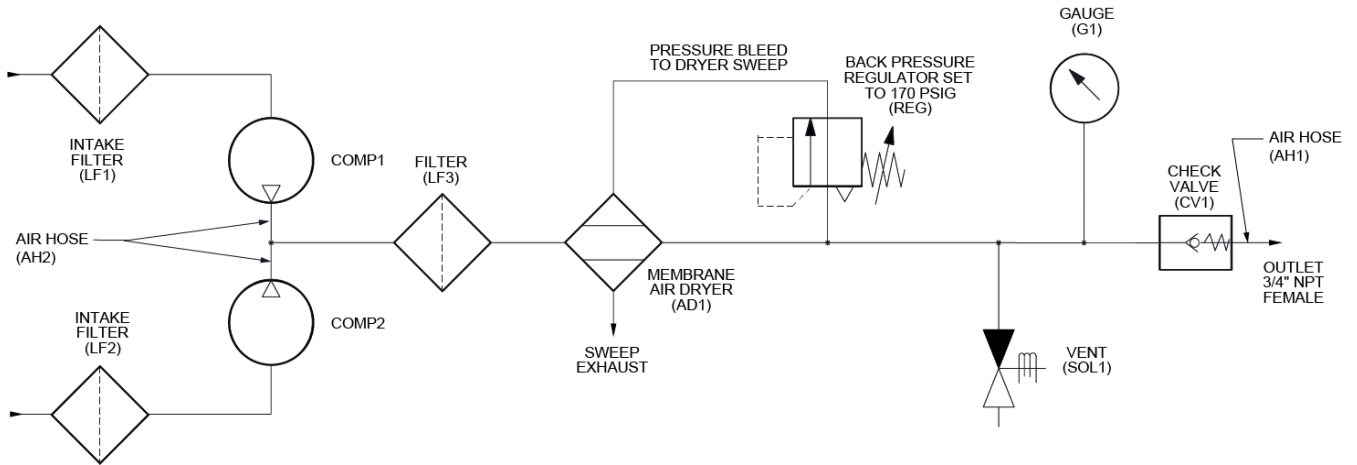 INTAKE
FILTER
(LF1)
COMP1
AIR HOSE
(AH2)
INTAKE
FILTER
(LF2)
COMP2
FILTER
(LF3)
PRESSURE BLEED
TO DRYER SWEEP
MEMBRANE
AIR DRYER
(AD1)
SWEEP
EXHAUST
BACK PRESSURE
REGULATOR SET
TO 170 PSIG
(REG)
GAUGE
(G1)
VENT
(SOL1)
CHECK
VALVE
(CV1)
AIR HOSE
(AH1)
OUTLET
3/4" NPT
FEMALE